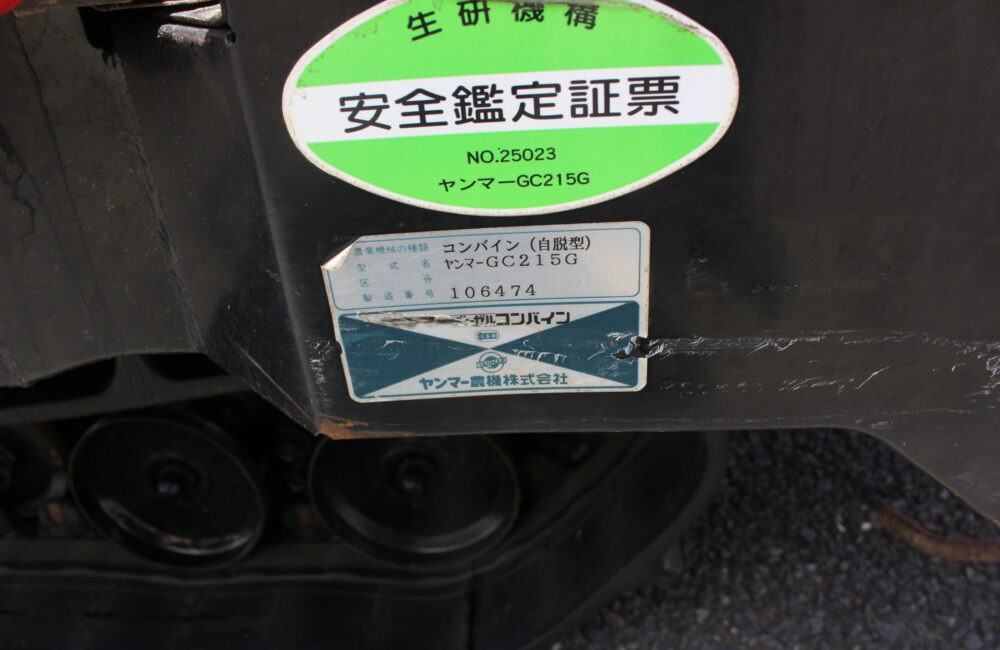 生研機構
安全鑑定証票
NO.25023
ヤンマーGC215G
農業機械の種類 コンバイン(自脱型)
型式名 ヤンマーGC215G
区分
製造番号 106474
ーゼルコンバイン
ヤンマー農機株式会社